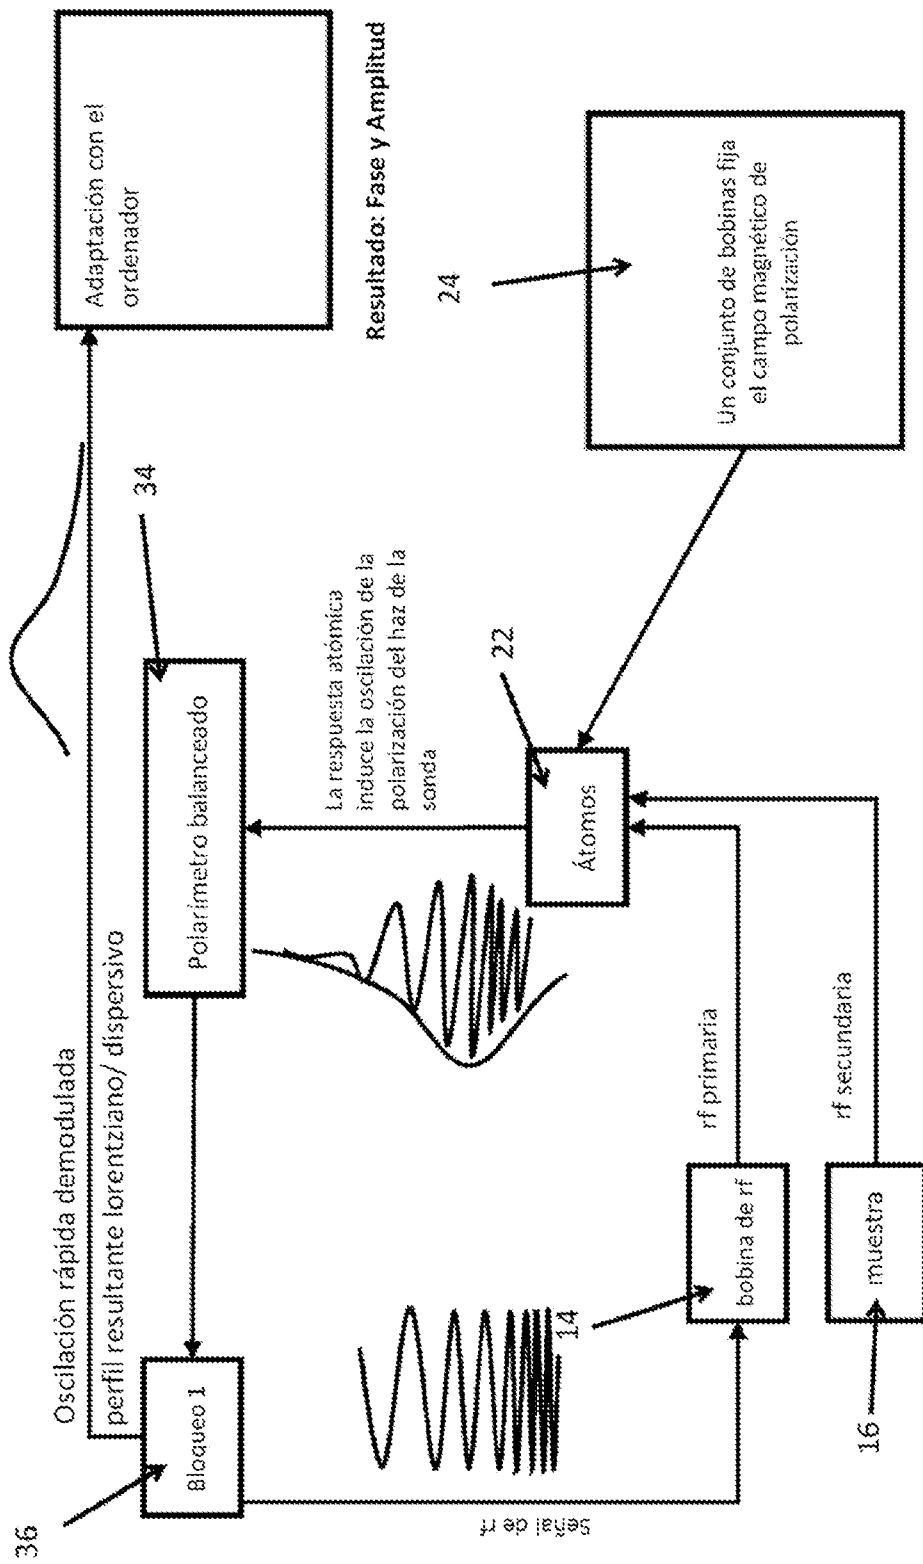 Oscilación rápida demodulada
perfil resultante lorentziano/ dispersivo
Adaptación con el
ordenador
Resultado: Fase y Amplitud
36
Bloqueo 1
Polarímetro balanceado
34
La respuesta atómica
induce la oscilación de la
polarización del haz de la
sonda
24
Señal de rf
14
22
Átomos
Un conjunto de bobinas fija
el campo magnético de
polarización
bobina de rf
rf primaria
16
muestra
rf secundaria